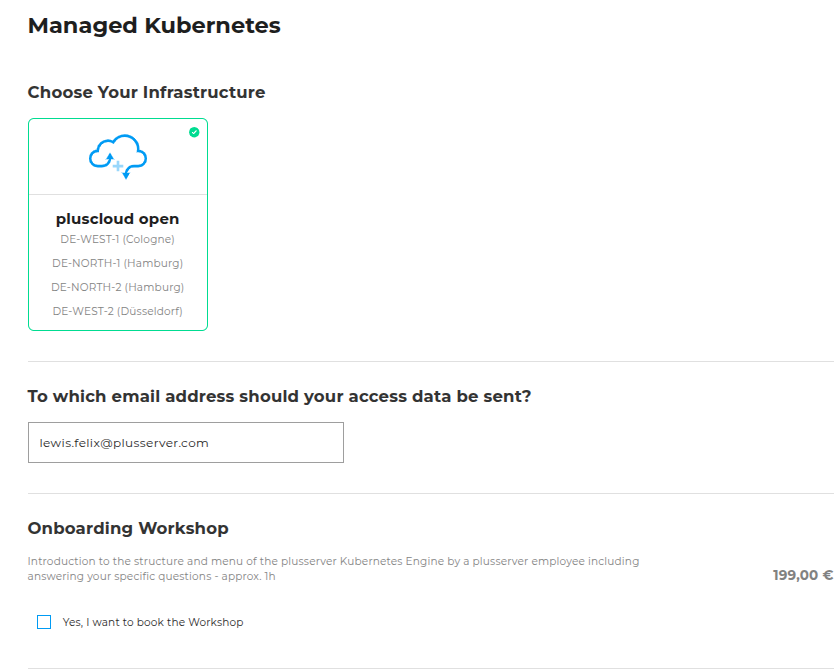 Managed Kubernetes
Choose Your Infrastructure
pluscloud open
DE-WEST-1 (Cologne)
DE-NORTH-1 (Hamburg)
DE-NORTH-2 (Hamburg)
DE-WEST-2 (Düsseldorf)
To which email address should your access data be sent?
lewis.felix@plusserver.com
Onboarding Workshop
Introduction to the structure and menu of the plusserver Kubernetes Engine by a plusserver employee including
answering your specific questions - approx. 1h
199,00 €
Yes, I want to book the Workshop